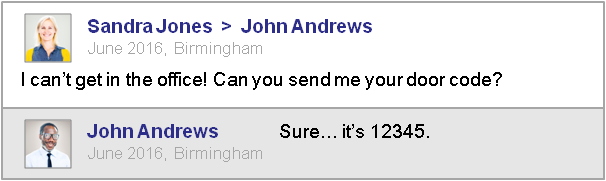 Sandra Jones > John Andrews
June 2016, Birmingham
I can't get in the office! Can you send me your door code?
John Andrews Sure... it's 12345.
June 2016, Birmingham